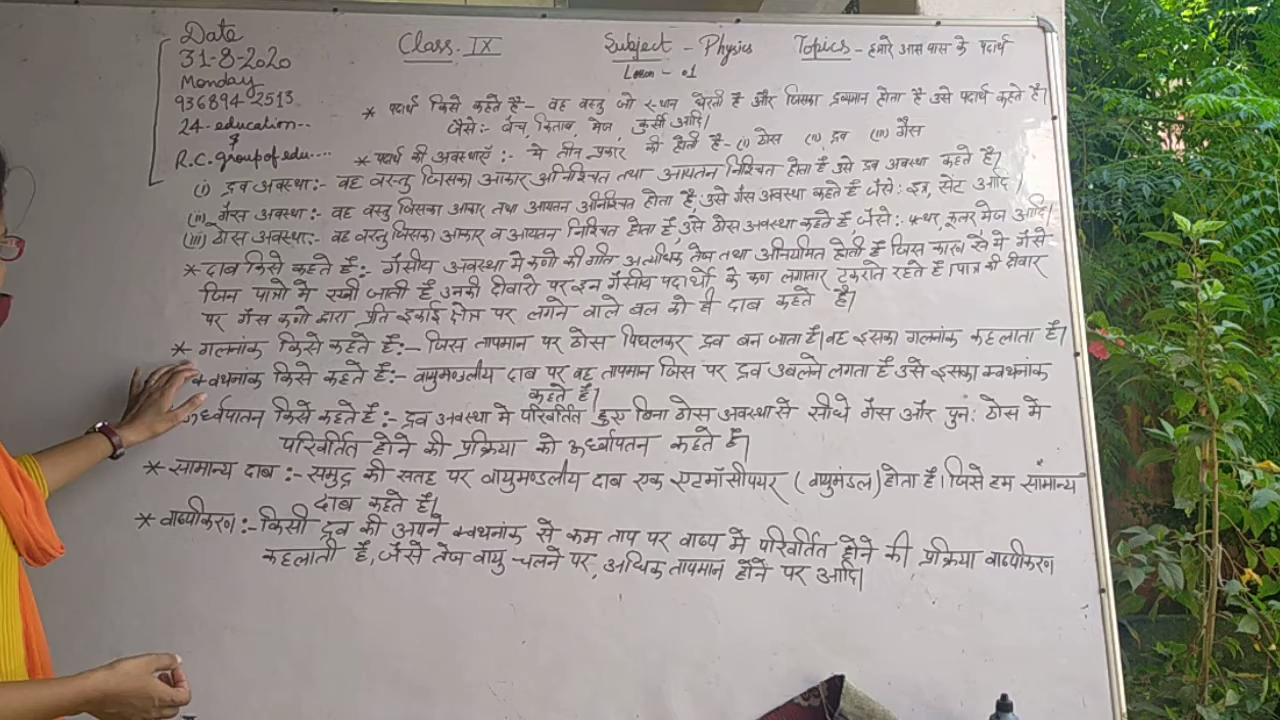 Date
31-8-2020
Monday
936894-2513
24-education..
&
R.C. group of edu....
Class. IX Subject - Physics Topics - हमारे आस पास के पदार्थ
Lesson - 01
* पदार्थ किसे कहते है - वह वस्तु जो स्थान घेरती है और जिसका द्रव्यमान होता है उसे पदार्थ कहते है।
जैसे:- बेंच, किताब, मेज, कुर्सी आदि।
* पदार्थ की अवस्थाएँ :- ये तीन प्रकार की होती है - (i) ठोस (ii) द्रव (iii) गैस
(i) द्रव अवस्था:- वह वस्तु जिसका आकार अनिश्चित तथा आयतन निश्चित होता है उसे द्रव अवस्था कहते है।
(ii) गैस अवस्था:- वह वस्तु जिसका आकार तथा आयतन अनिश्चित होता है, उसे गैस अवस्था कहते है जैसे: इत्र, सेंट आदि।
(iii) ठोस अवस्था:- वह वस्तु जिसका आकार व आयतन निश्चित होता है, उसे ठोस अवस्था कहते है, जैसे: पत्थर, कूलर मेज आदि।
* दाब किसे कहते है:- गैसीय अवस्था मे कणो की गति अत्यधिक तेज तथा अनियमित होती है जिस कारण से मे गैसे
जिन पात्रो मे रखी जाती है उनकी दीवारो पर इन गैसीय पदार्थो के कण लगातार टकराते रहते है। पात्र की दीवार
पर गैस कणो द्वारा प्रति इकाई क्षेत्र पर लगने वाले बल को ही दाब कहते है।
* गलनांक किसे कहते है:- जिस तापमान पर ठोस पिघलकर द्रव बन जाता है। वह इसका गलनांक कहलाता है।
क्वथनांक किसे कहते है:- वायुमण्डलीय दाब पर वह तापमान जिस पर द्रव उबलने लगता है उसे इसका क्वथनांक
कहते है।
उर्ध्वपातन किसे कहते है:- द्रव अवस्था मे परिवर्तित हुए बिना ठोस अवस्था से सीधे गैस और पुन: ठोस मे
परिवर्तित होने की प्रक्रिया को उर्ध्वपातन कहते है।
* सामान्य दाब :- समुद्र की सतह पर वायुमण्डलीय दाब एक एटमॉसीफियर (वायुमंडल) होता है। जिसे हम सामान्य
दाब कहते है।
* वाष्पीकरण:- किसी द्रव की अपने क्वथनांक से कम ताप पर वाष्प मे परिवर्तित होने की प्रक्रिया वाष्पीकरण
कहलाती है, जैसे तेज वायु चलने पर, अधिक तापमान होने पर आदि।